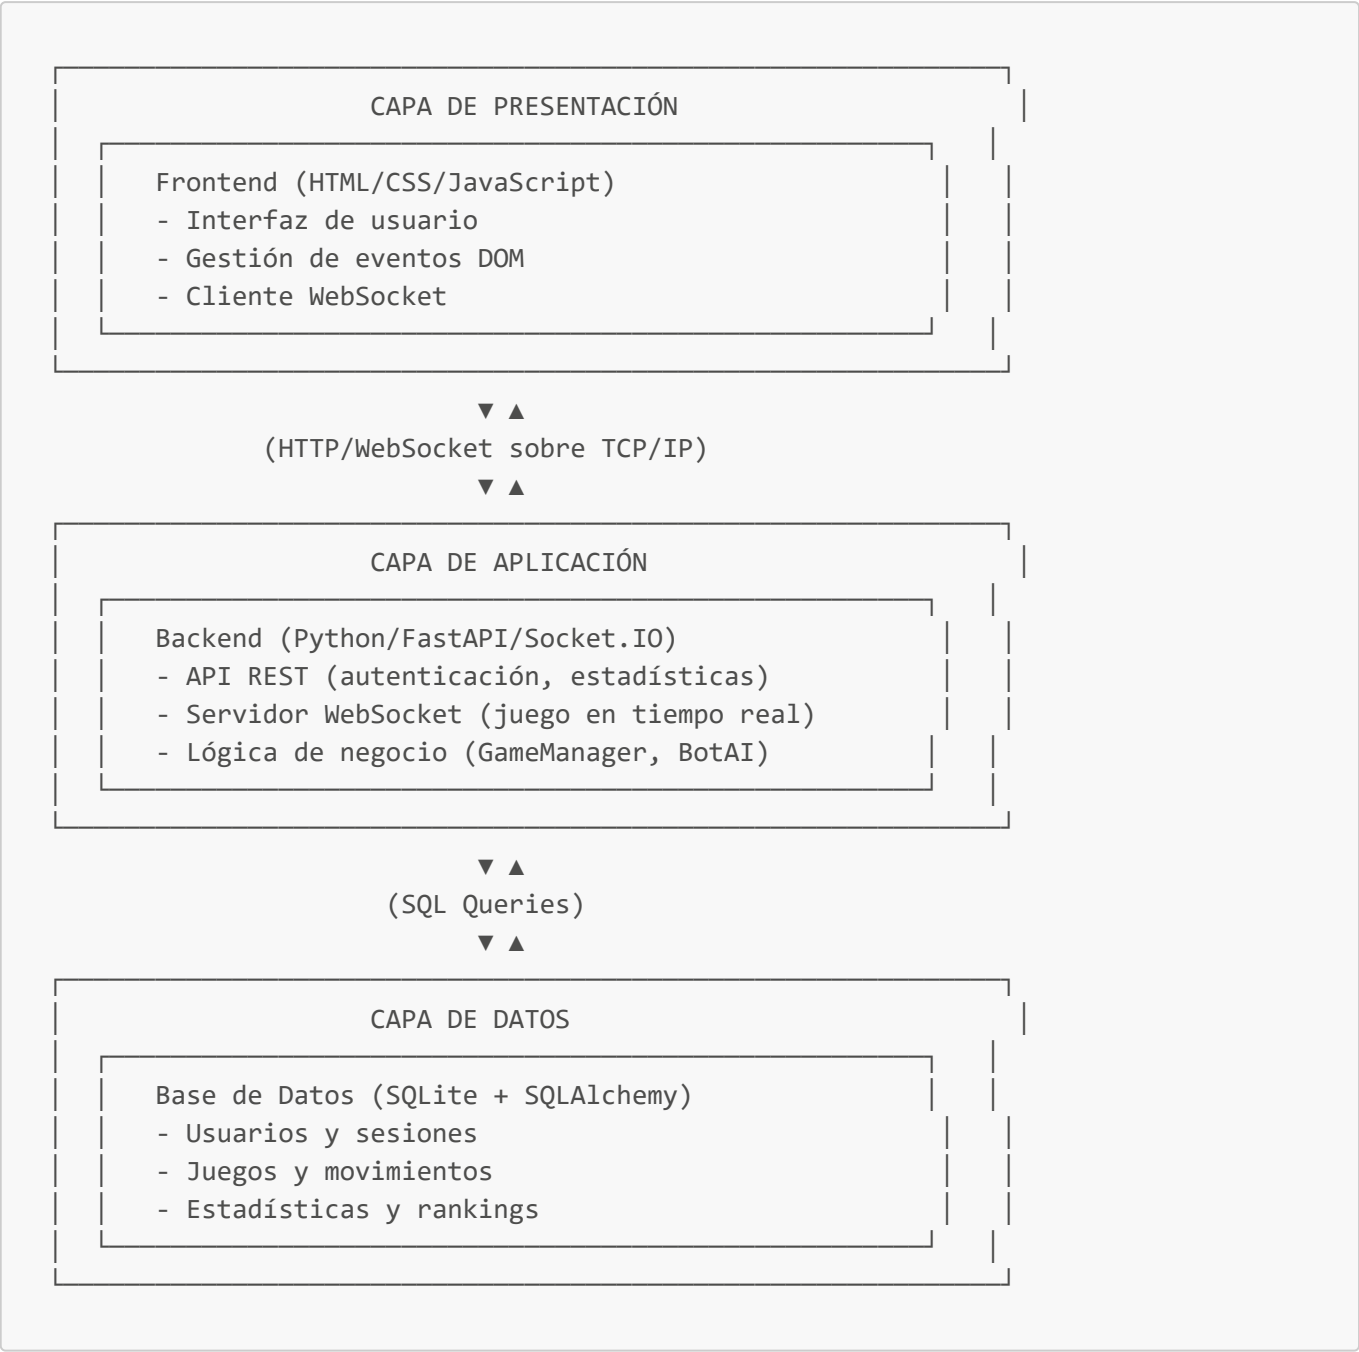 CAPA DE PRESENTACIÓN
Frontend (HTML/CSS/JavaScript)
- Interfaz de usuario
- Gestión de eventos DOM
- Cliente WebSocket
▼ ▲
(HTTP/WebSocket sobre TCP/IP)
▼ ▲
CAPA DE APLICACIÓN
Backend (Python/FastAPI/Socket.IO)
- API REST (autenticación, estadísticas)
- Servidor WebSocket (juego en tiempo real)
- Lógica de negocio (GameManager, BotAI)
▼ ▲
(SQL Queries)
▼ ▲
CAPA DE DATOS
Base de Datos (SQLite + SQLAlchemy)
- Usuarios y sesiones
- Juegos y movimientos
- Estadísticas y rankings